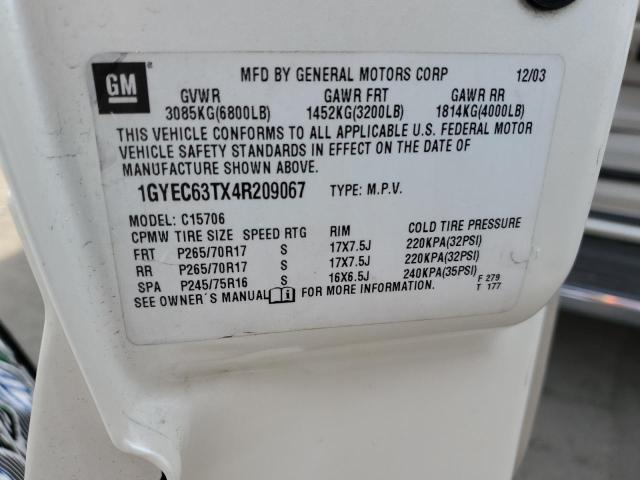 GM
MFD BY GENERAL MOTORS CORP 12/03
GVWR GAWR FRT GAWR RR
3085KG(6800LB) 1452KG(3200LB) 1814KG(4000LB)
THIS VEHICLE CONFORMS TO ALL APPLICABLE U.S. FEDERAL MOTOR
VEHICLE SAFETY STANDARDS IN EFFECT ON THE DATE OF
MANUFACTURE SHOWN ABOVE.
1GYEC63TX4R209067 TYPE: M.P.V.
MODEL: C15706
CPMW TIRE SIZE SPEED RTG RIM COLD TIRE PRESSURE
FRT P265/70R17 S 17X7.5J 220KPA(32PSI)
RR P265/70R17 S 17X7.5J 220KPA(32PSI)
SPA P245/75R16 S 16X6.5J 240KPA(35PSI) F 279
SEE OWNER'S MANUAL FOR MORE INFORMATION. T 177